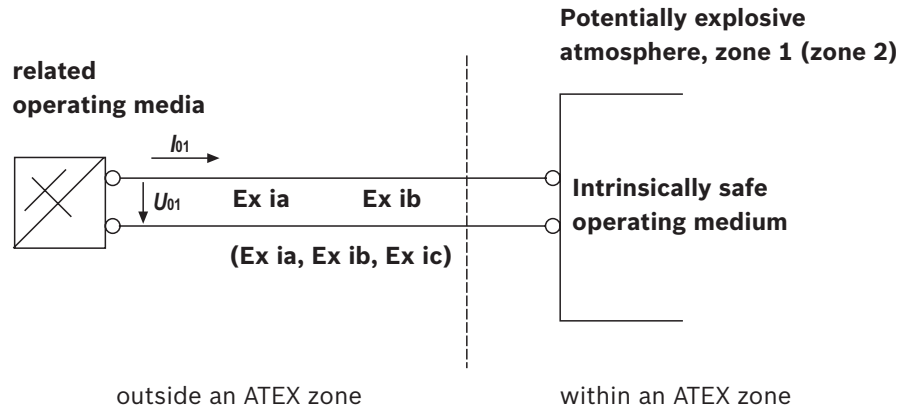 Potentially explosive
atmosphere, zone 1 (zone 2)
related
operating media
I01
U01
Ex ia Ex ib
(Ex ia, Ex ib, Ex ic)
Intrinsically safe
operating medium
outside an ATEX zone
within an ATEX zone